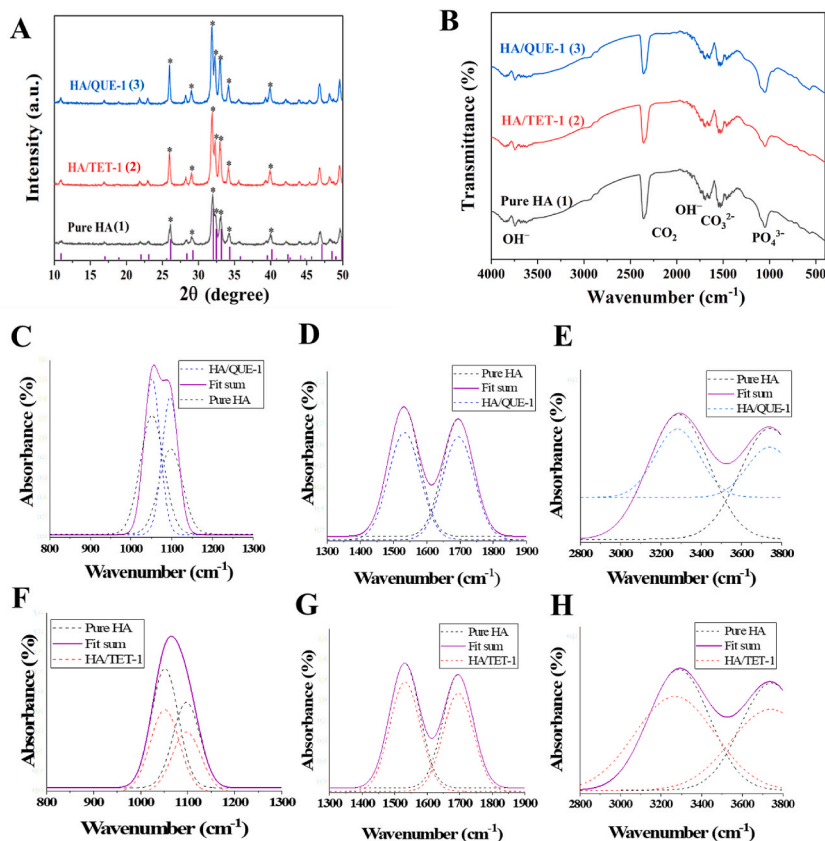 A
HA/QUE-1 (3)
HA/TET-1 (2)
Pure HA (1)
Intensity (a.u.)
10 15 20 25 30 35 40 45 50
2θ (degree)
B
HA/QUE-1 (3)
HA/TET-1 (2)
Pure HA (1)
OH⁻
CO₂
OH⁻
CO₃²⁻
PO₄³⁻
Transmittance (%)
4000 3500 3000 2500 2000 1500 1000 500
Wavenumber (cm⁻¹)
C
HA/QUE-1
Fit sum
Pure HA
Absorbance (%)
800 900 1000 1100 1200 1300
Wavenumber (cm⁻¹)
D
Pure HA
Fit sum
HA/QUE-1
Absorbance (%)
1300 1400 1500 1600 1700 1800 1900
Wavenumber (cm⁻¹)
E
Pure HA
Fit sum
HA/QUE-1
Absorbance (%)
2800 3000 3200 3400 3600 3800
Wavenumber (cm⁻¹)
F
Pure HA
Fit sum
HA/TET-1
Absorbance (%)
800 900 1000 1100 1200 1300
Wavenumber (cm⁻¹)
G
Pure HA
Fit sum
HA/TET-1
Absorbance (%)
1300 1400 1500 1600 1700 1800 1900
Wavenumber (cm⁻¹)
H
Pure HA
Fit sum
HA/TET-1
Absorbance (%)
2800 3000 3200 3400 3600 3800
Wavenumber (cm⁻¹)